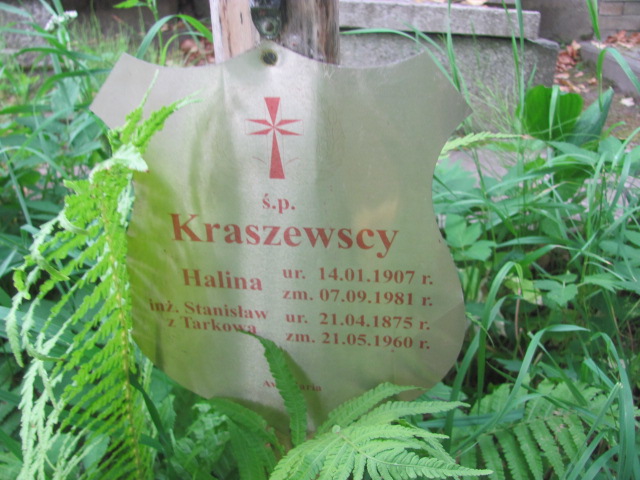 ś.p.
Kraszewscy
Halina ur. 14.01.1907 r.
zm. 07.09.1981 r.
inż. Stanisław ur. 21.04.1875 r.
z Tarkowa zm. 21.05.1960 r.